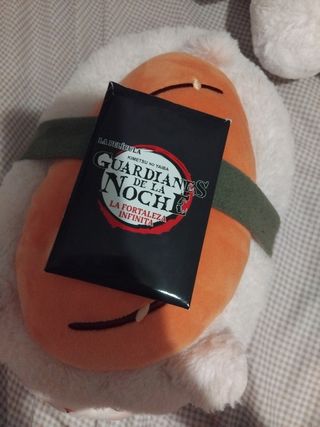 LA PELÍCULA
KIMETSU NO YAIBA
GUARDIANES
DE LA
NOCHE
LA FORTALEZA
INFINITA